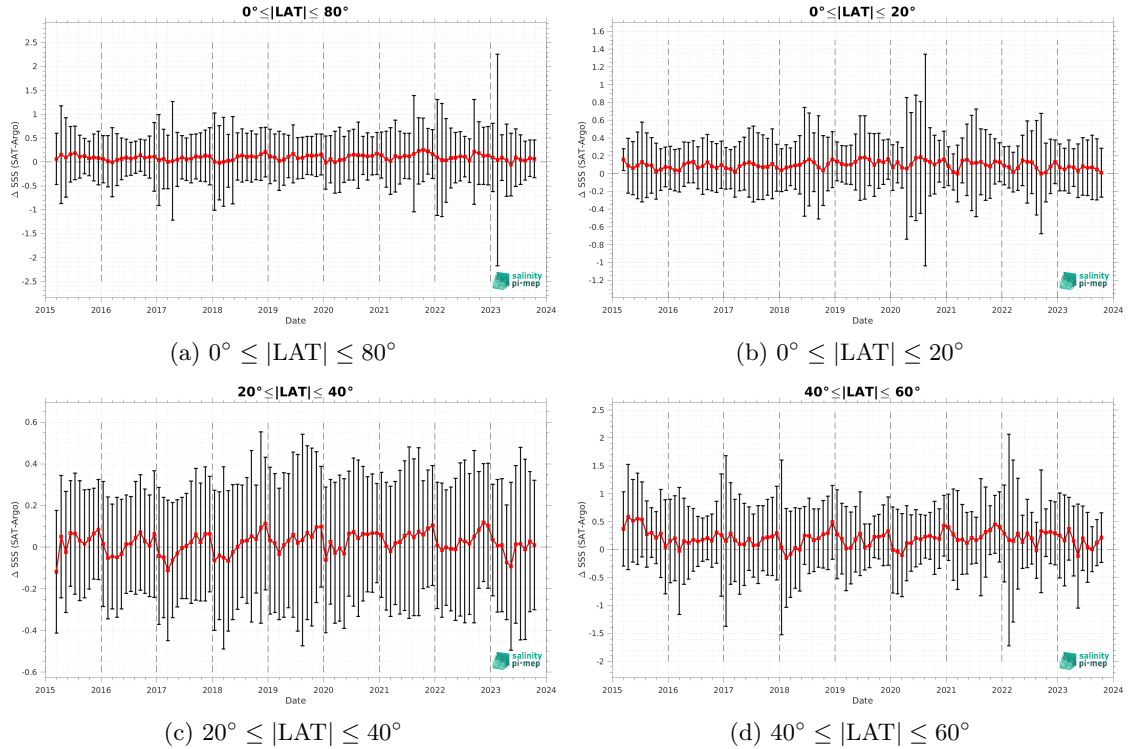 0°≤|LAT|≤ 80°
Δ SSS (SAT-Argo)
2.5
2
1.5
1
0.5
0
-0.5
-1
-1.5
-2
-2.5
2015 2016 2017 2018 2019 2020 2021 2022 2023 2024
Date
salinity
pi-mep
(a) 0° ≤ |LAT| ≤ 80°
0°≤|LAT|≤ 20°
Δ SSS (SAT-Argo)
1.6
1.4
1.2
1
0.8
0.6
0.4
0.2
0
-0.2
-0.4
-0.6
-0.8
-1
-1.2
2015 2016 2017 2018 2019 2020 2021 2022 2023 2024
Date
salinity
pi-mep
(b) 0° ≤ |LAT| ≤ 20°
20°≤|LAT|≤ 40°
Δ SSS (SAT-Argo)
0.6
0.4
0.2
0
-0.2
-0.4
-0.6
2015 2016 2017 2018 2019 2020 2021 2022 2023 2024
Date
salinity
pi-mep
(c) 20° ≤ |LAT| ≤ 40°
40°≤|LAT|≤ 60°
Δ SSS (SAT-Argo)
2.5
2
1.5
1
0.5
0
-0.5
-1
-1.5
-2
2015 2016 2017 2018 2019 2020 2021 2022 2023 2024
Date
salinity
pi-mep
(d) 40° ≤ |LAT| ≤ 60°